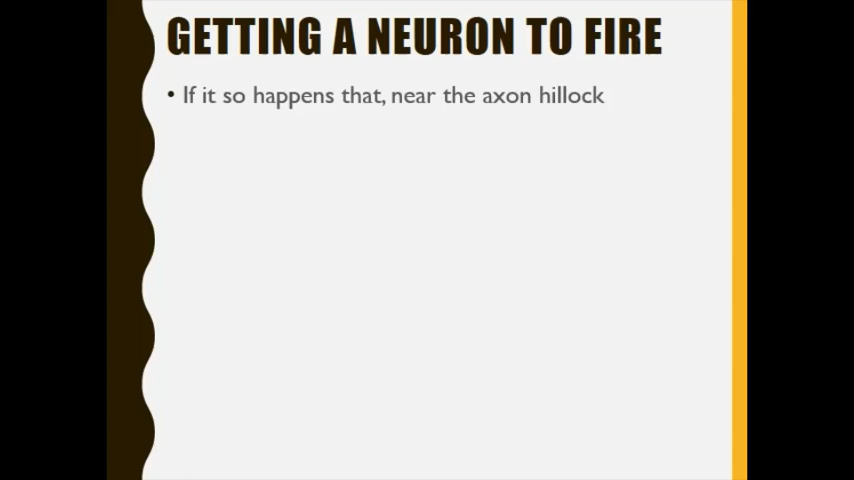 GETTING A NEURON TO FIRE
• If it so happens that, near the axon hillock